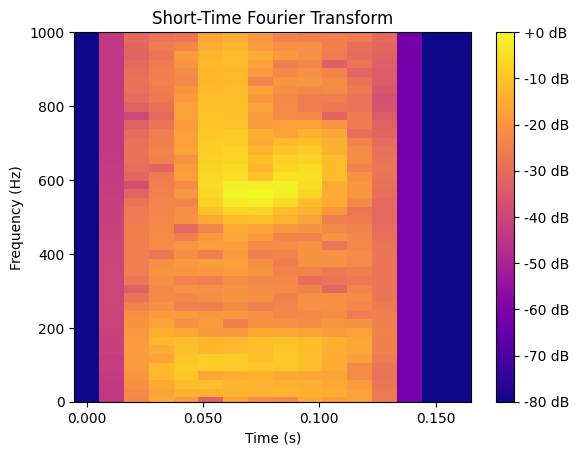 Short-Time Fourier Transform
1000
800
600
400
200
0
Frequency (Hz)
0.000
0.050
0.100
0.150
Time (s)
+0 dB
-10 dB
-20 dB
-30 dB
-40 dB
-50 dB
-60 dB
-70 dB
-80 dB